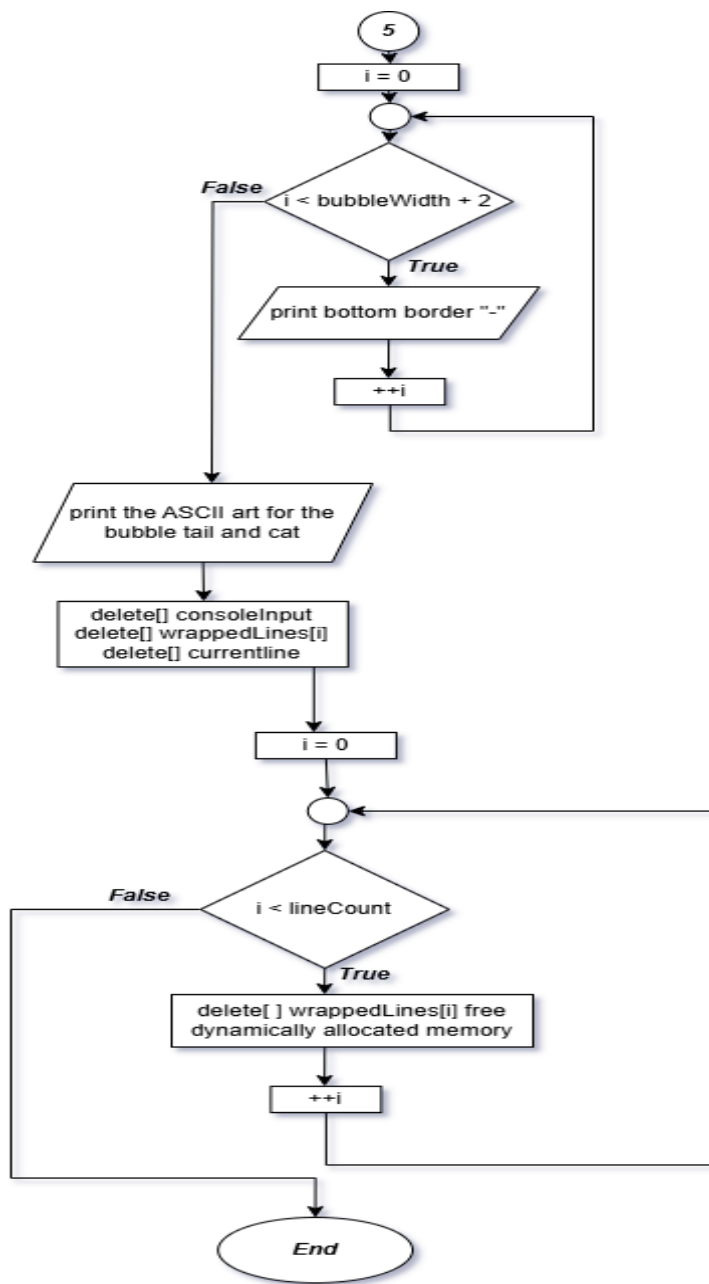 5
i = 0
False
i < bubbleWidth + 2
True
print bottom border "-"
++i
print the ASCII art for the
bubble tail and cat
delete[] consoleInput
delete[] wrappedLines[i]
delete[] currentline
i = 0
False
i < lineCount
True
delete[ ] wrappedLines[i] free
dynamically allocated memory
++i
End